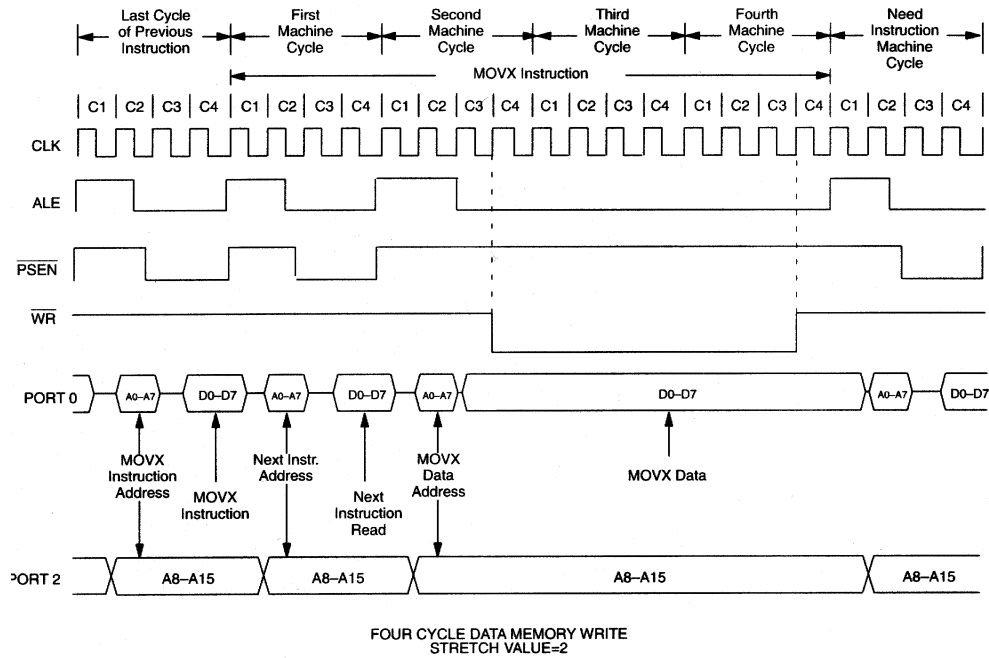 Last Cycle
of Previous
Instruction
First
Machine
Cycle
Second
Machine
Cycle
Third
Machine
Cycle
Fourth
Machine
Cycle
Need
Instruction
Machine
Cycle
MOVX Instruction
C1 C2 C3 C4 C1 C2 C3 C4 C1 C2 C3 C4 C1 C2 C3 C4 C1 C2 C3 C4 C1 C2 C3 C4
CLK
ALE
PSEN
WR
PORT 0 A0–A7 D0–D7 A0–A7 D0–D7 A0–A7 D0–D7 A0–A7 D0–D7
MOVX
Instruction
Address
MOVX
Instruction
Next Instr.
Address
Next
Instruction
Read
MOVX
Data
Address
MOVX Data
PORT 2 A8–A15 A8–A15 A8–A15 A8–A15
FOUR CYCLE DATA MEMORY WRITE
STRETCH VALUE=2